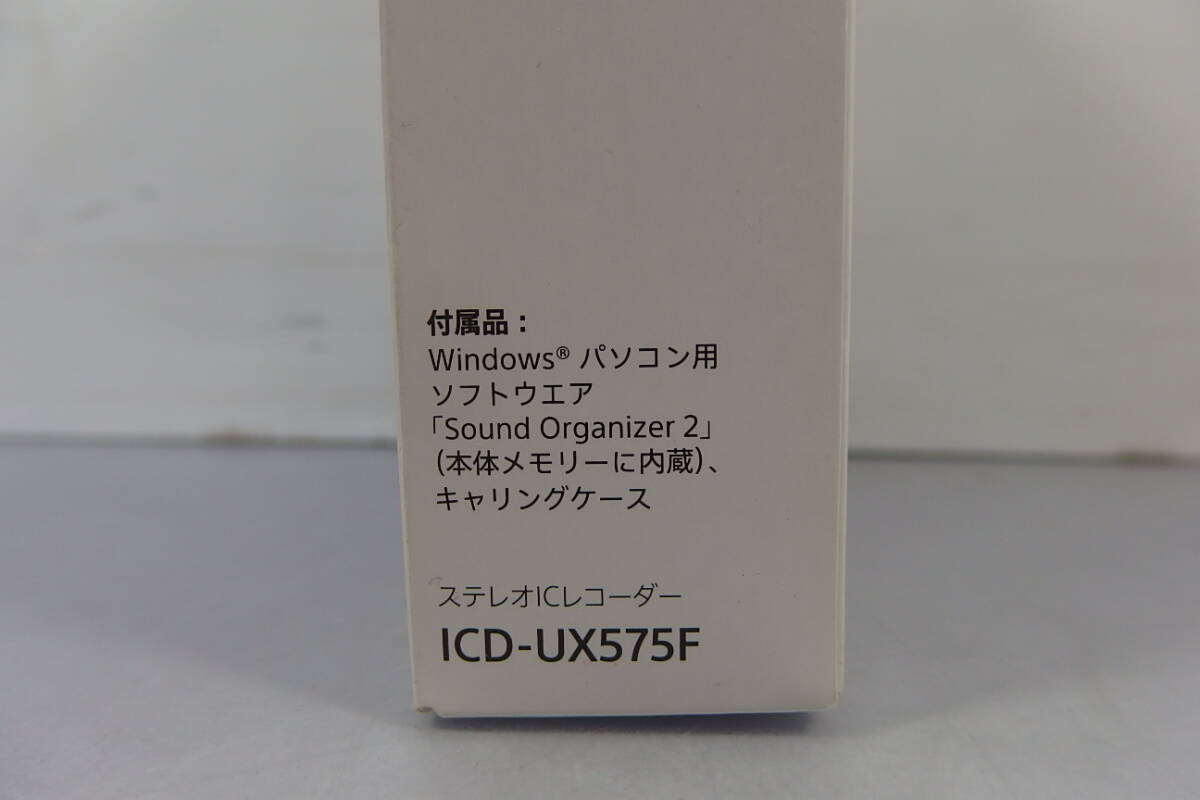 付属品：
Windows® パソコン用
ソフトウエア
「Sound Organizer 2」
（本体メモリーに内蔵）、
キャリングケース
ステレオICレコーダー
ICD-UX575F